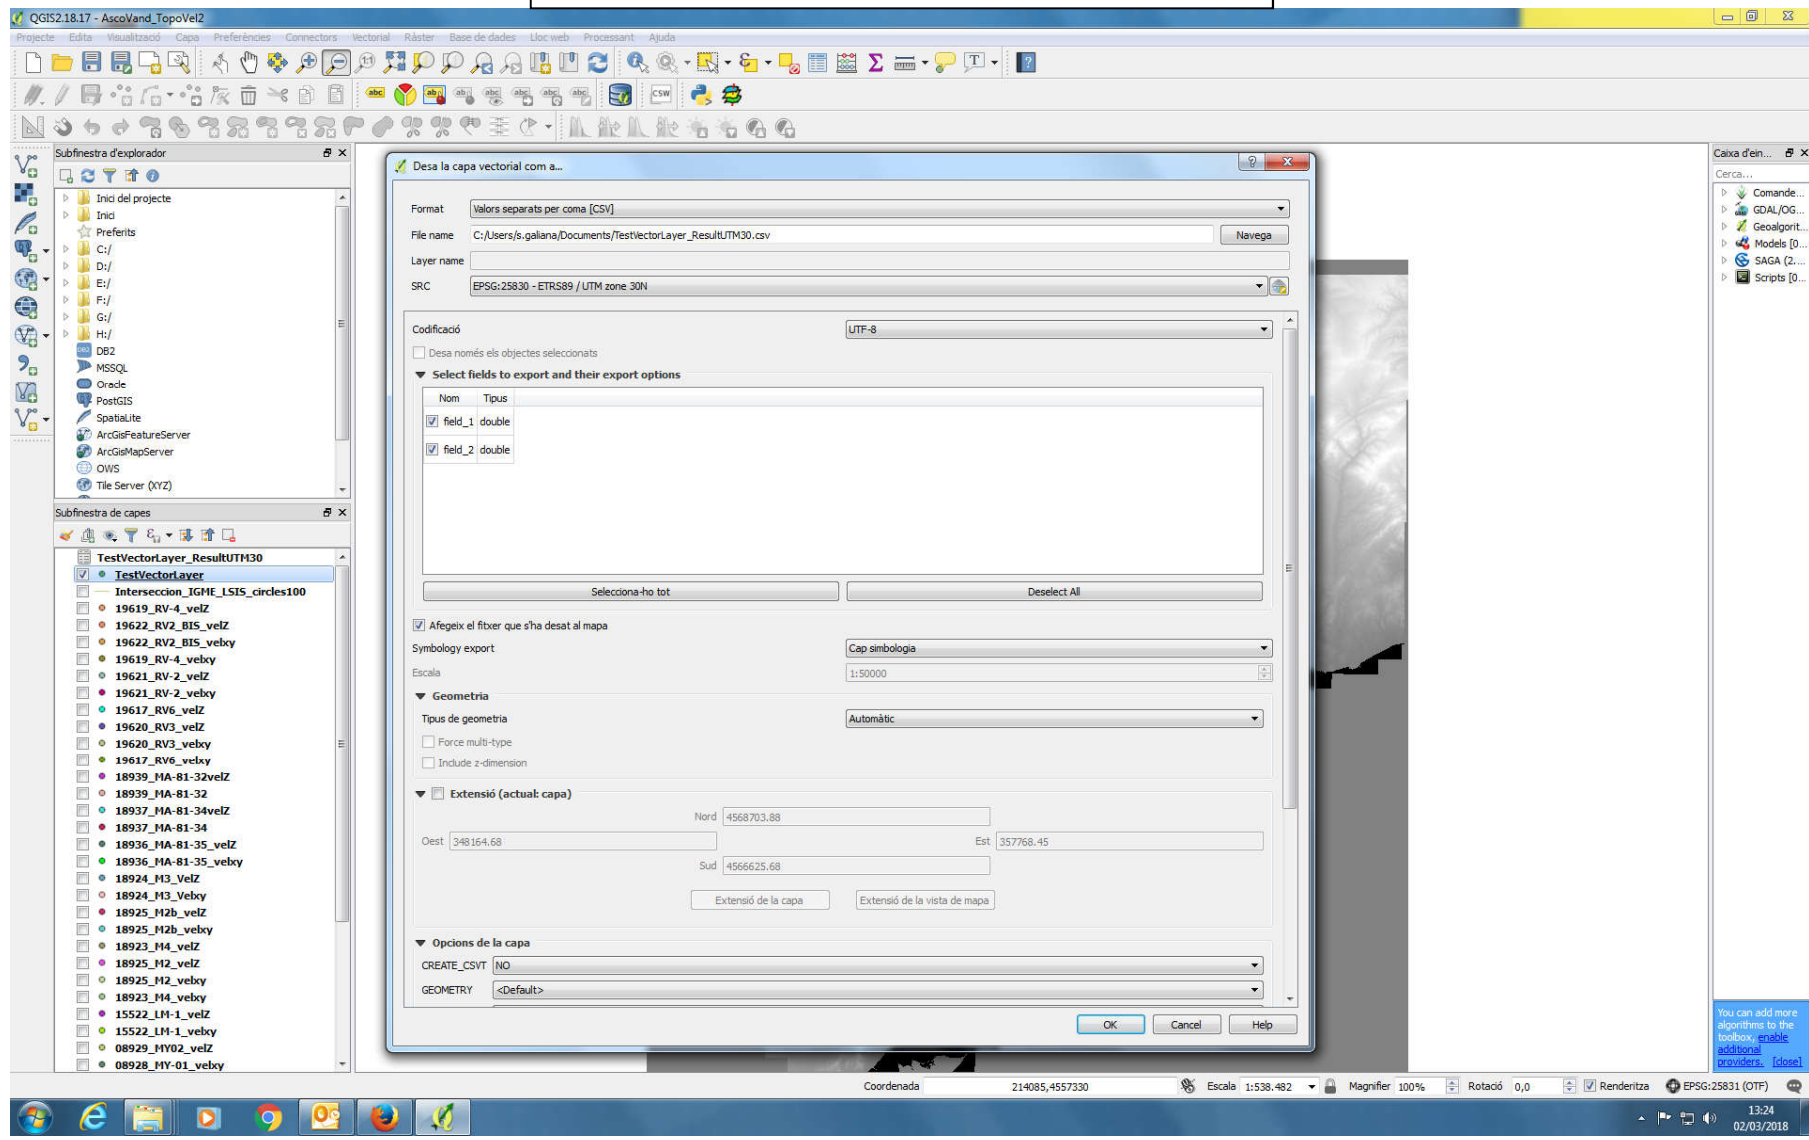 QGIS2.18.17 - AscoVand_TopoVel2
Projecte Edita Visualització Capa Preferències Connectors Vectorial Ràster Base de dades Lloc web Processant Ajuda
Subfinestra d'explorador
Inici del projecte
Inici
Preferits
C:/
D:/
E:/
F:/
G:/
H:/
DB2
MSSQL
Oracle
PostGIS
SpatiaLite
ArcGisFeatureServer
ArcGisMapServer
OWS
Tile Server (XYZ)
Subfinestra de capes
TestVectorLayer_ResultUTM30
TestVectorLayer
Interseccion_IGME_LSIS_circles100
19619_RV-4_velZ
19622_RV2_BIS_velZ
19622_RV2_BIS_velxy
19619_RV-4_velxy
19621_RV-2_velZ
19621_RV-2_velxy
19617_RV6_velZ
19620_RV3_velZ
19620_RV3_velxy
19617_RV6_velxy
18939_MA-81-32velZ
18939_MA-81-32
18937_MA-81-34velZ
18937_MA-81-34
18936_MA-81-35_velZ
18936_MA-81-35_velxy
18924_M3_VelZ
18924_M3_Velxy
18925_M2b_velZ
18925_M2b_velxy
18923_M4_velZ
18925_M2_velZ
18925_M2_velxy
18923_M4_velxy
15522_LM-1_velZ
15522_LM-1_velxy
08929_MY02_velZ
08928_MY-01_velxy
Desa la capa vectorial com a...
Format Valors separats per coma [CSV]
File name C:/Users/s.galiana/Documents/TestVectorLayer_ResultUTM30.csv Navega
Layer name
SRC EPSG:25830 - ETRS89 / UTM zone 30N
Codificació UTF-8
Desa només els objectes seleccionats
Select fields to export and their export options
Nom Tipus
field_1 double
field_2 double
Selecciona-ho tot Deselect All
Afegeix el fitxer que s'ha desat al mapa
Symbology export Cap simbologia
Escala 1:50000
Geometria
Tipus de geometria Automàtic
Force multi-type
Include z-dimension
Extensió (actual: capa)
Nord 4568703.88
Oest 348164.68 Est 357768.45
Sud 4566625.68
Extensió de la capa Extensió de la vista de mapa
Opcions de la capa
CREATE_CSVT NO
GEOMETRY <Default>
OK Cancel Help
Caixa d'ein...
Cerca...
Comande...
GDAL/OG...
Geoalgorit...
Models [0...
SAGA (2....
Scripts [0...
You can add more
algorithms to the
toolbox, enable
additional
providers. [close]
Coordenada 214085,4557330 Escala 1:538.482 Magnifier 100% Rotació 0,0 Renderitza EPSG:25831 (OTF)
13:24
02/03/2018